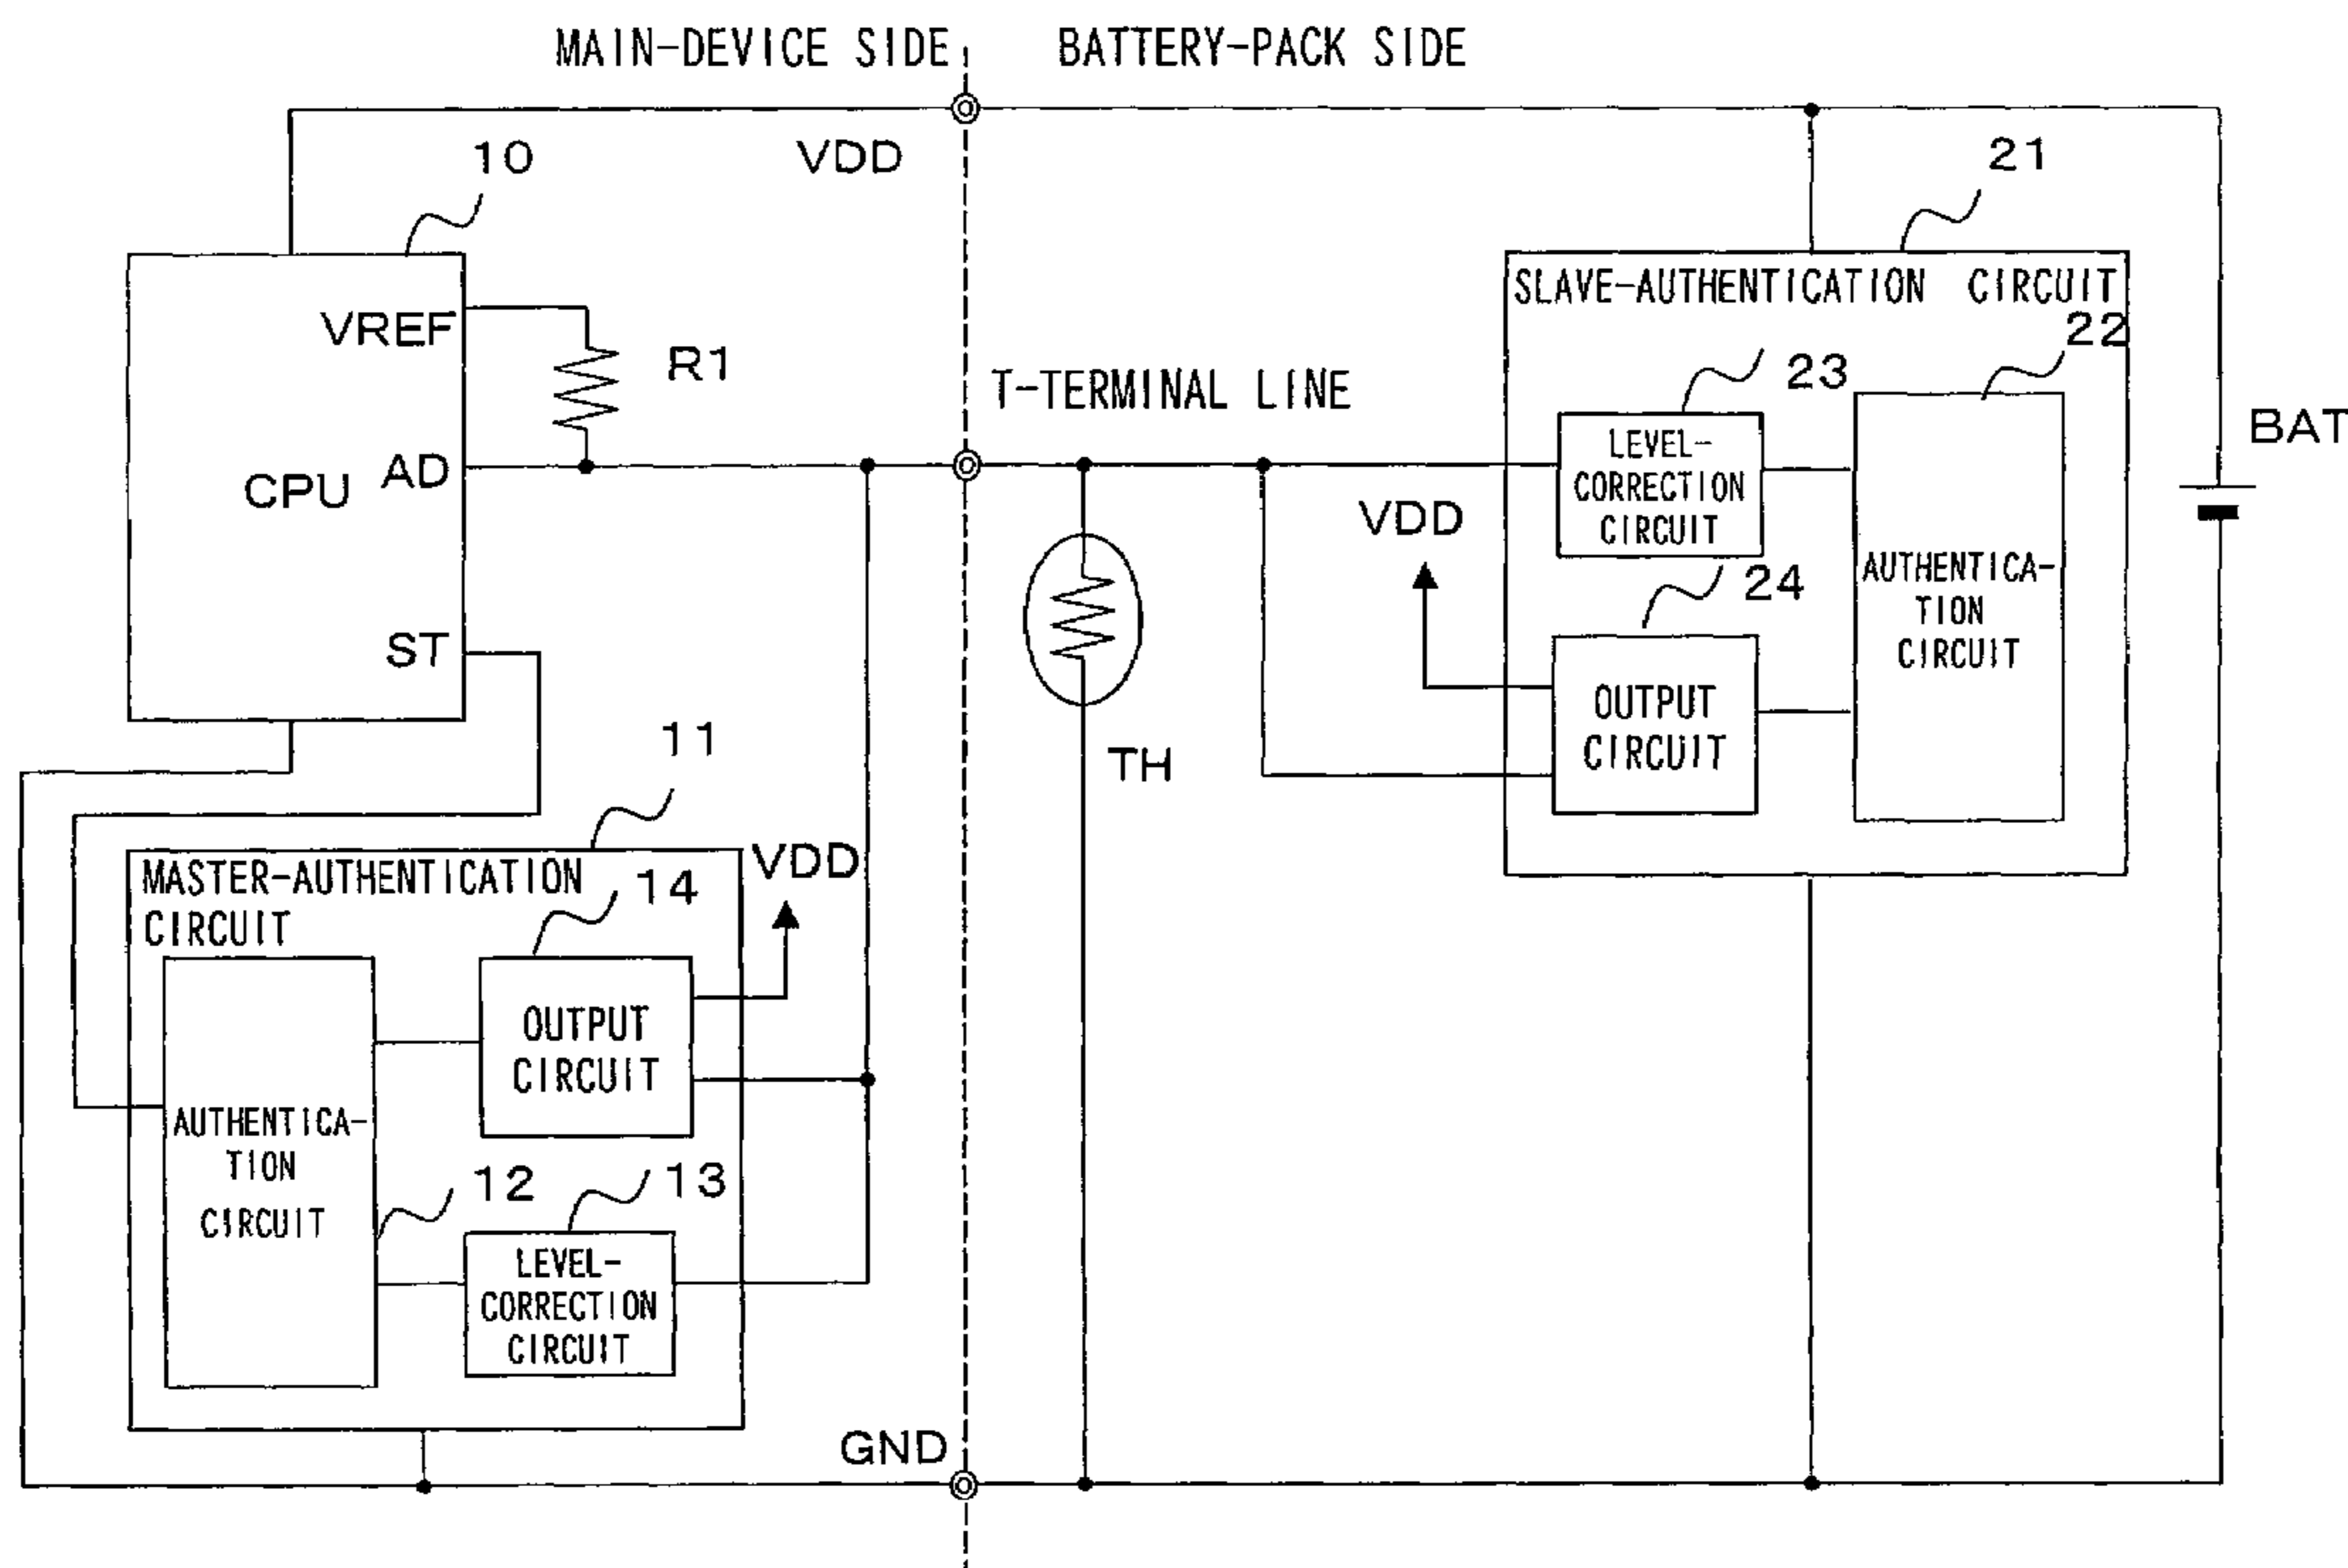 MAIN-DEVICE SIDE
BATTERY-PACK SIDE
VDD
10
21
SLAVE-AUTHENTICATION CIRCUIT
22
VREF
R1
23
T-TERMINAL LINE
BAT
LEVEL-
CORRECTION
CIRCUIT
AD
CPU
VDD
24
AUTHENTICA-
TION
CIRCUIT
ST
OUTPUT
CIRCUIT
TH
11
MASTER-AUTHENTICATION
CIRCUIT
14
VDD
OUTPUT
CIRCUIT
AUTHENTICA-
TION
CIRCUIT
12
13
LEVEL-
CORRECTION
CIRCUIT
GND